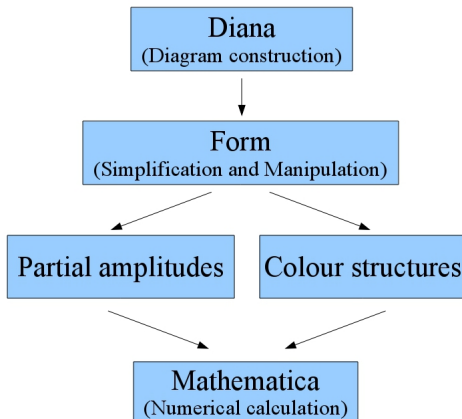 Diana
(Diagram construction)
Form
(Simplification and Manipulation)
Partial amplitudes
Colour structures
Mathematica
(Numerical calculation)